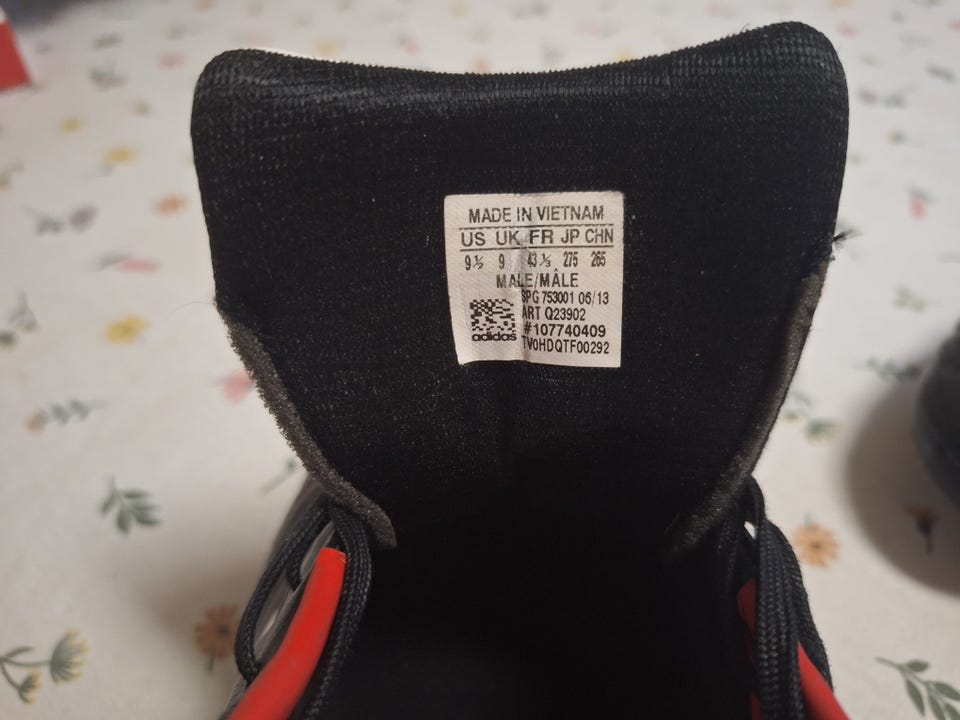 MADE IN VIETNAM
US UK FR JP CHN
9½ 9 43⅓ 275 265
MALE/MÂLE
SPG 753001 06/13
ART Q23902
#107740409
adidas TV0HDQTF00292